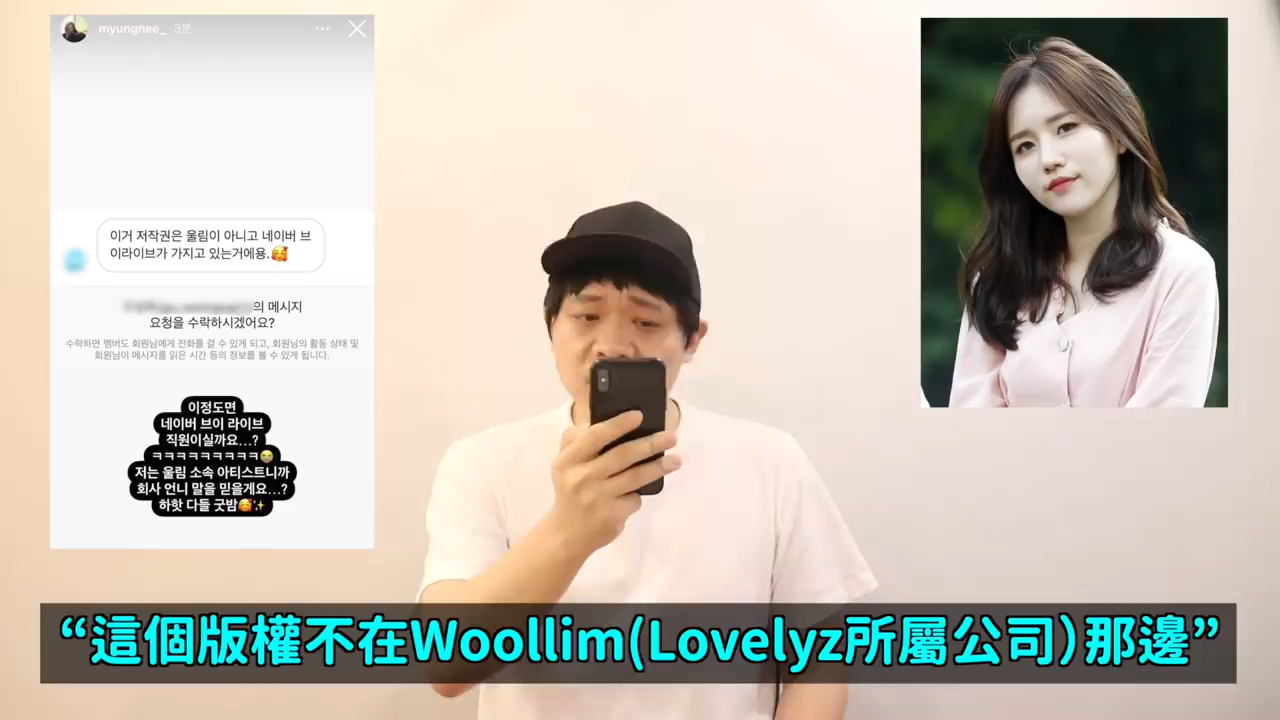 myungnee_ 3분
이거 저작권은 울림이 아니고 네이버 브
이라이브가 가지고 있는거에용.🥰
의 메시지
요청을 수락하시겠어요?
수락하면 멤버도 회원님에게 전화를 걸 수 있게 되고, 회원님의 활동 상태 및
회원님이 메시지를 읽은 시간 등의 정보를 볼 수 있게 됩니다.
이정도면
네이버 브이 라이브
직원이실까요...?
ㅋㅋㅋㅋㅋㅋㅋㅋㅋ😭
저는 울림 소속 아티스트니까
회사 언니 말을 믿을게요...?
하핫 다들 굿밤🥰✨
“這個版權不在Woollim(Lovelyz所屬公司)那邊”